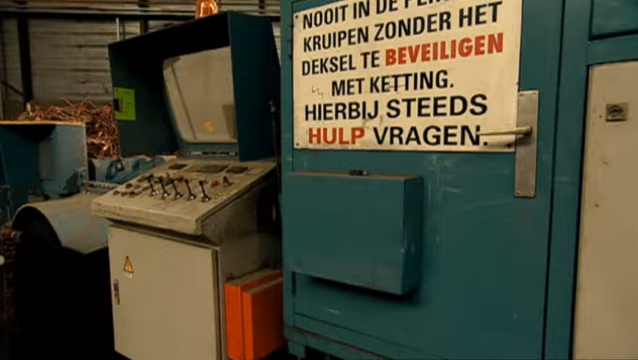 NOOIT IN DE
KRUIPEN ZONDER HET
DEKSEL TE BEVEILIGEN
MET KETTING.
HIERBIJ STEEDS
HULP VRAGEN.